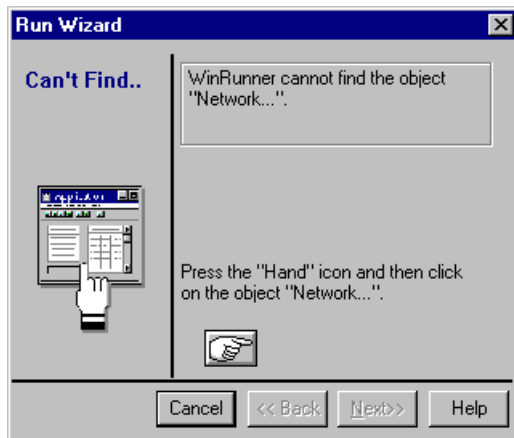 Run Wizard
Can't Find..
WinRunner cannot find the object
"Network...".
Press the "Hand" icon and then click
on the object "Network...".
Cancel
<< Back
Next>>
Help